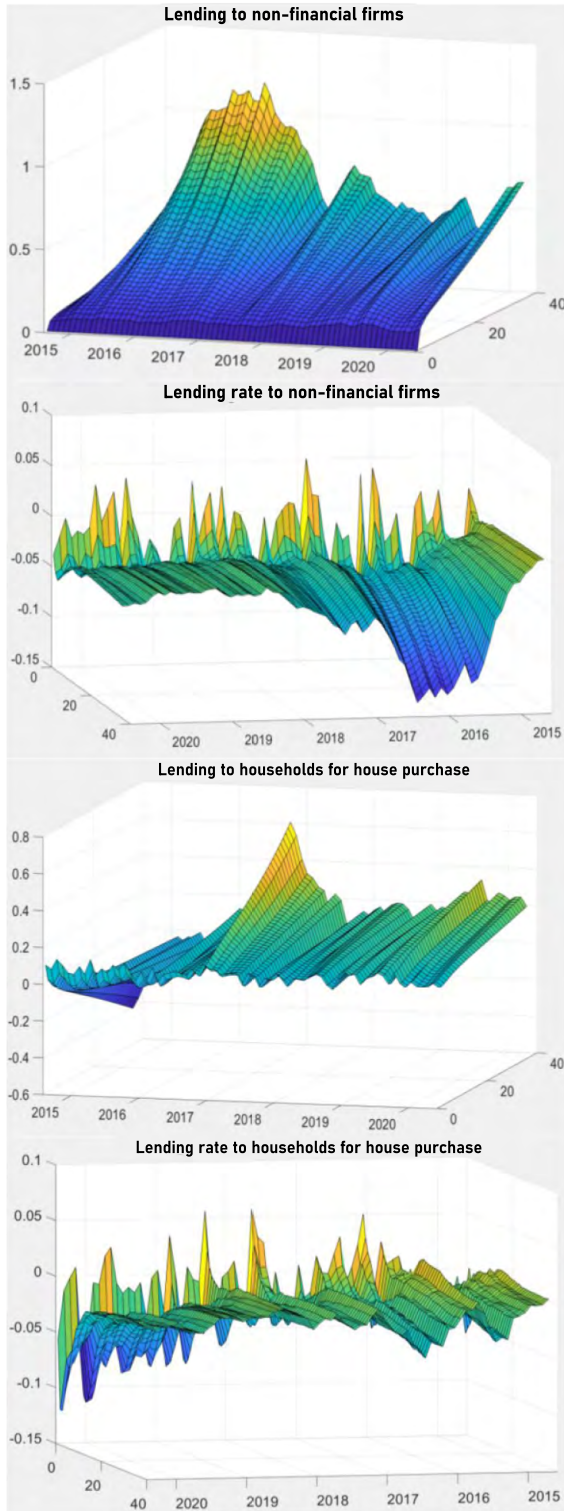 Lending to non-financial firms
1.5
1
0.5
0
2015 2016 2017 2018 2019 2020
0 20 40
Lending rate to non-financial firms
0.1
0.05
0
-0.05
-0.1
-0.15
0 20 40
2020 2019 2018 2017 2016 2015
Lending to households for house purchase
0.8
0.6
0.4
0.2
0
-0.2
-0.4
-0.6
2015 2016 2017 2018 2019 2020
0 20 40
Lending rate to households for house purchase
0.1
0.05
0
-0.05
-0.1
-0.15
0 20 40
2020 2019 2018 2017 2016 2015